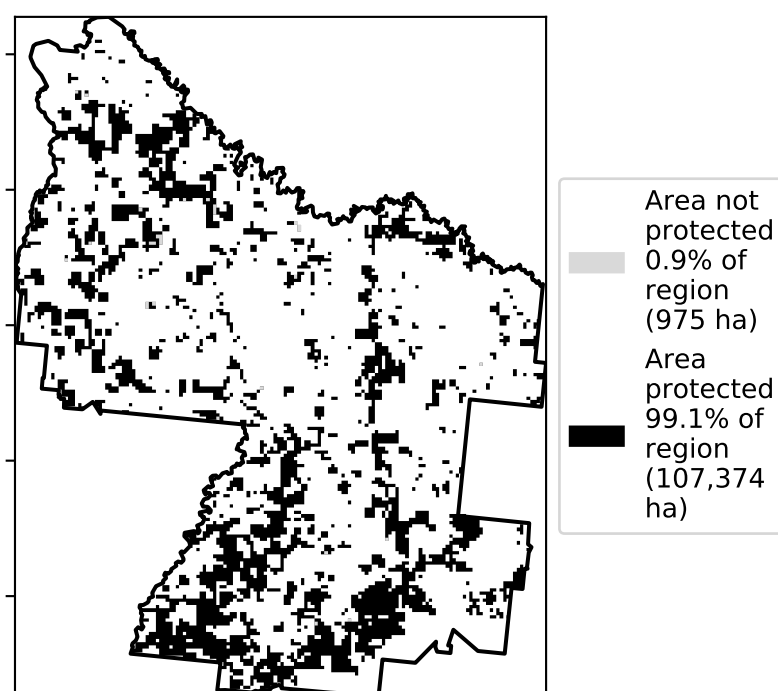 Area not
protected
0.9% of
region
(975 ha)
Area
protected
99.1% of
region
(107,374
ha)